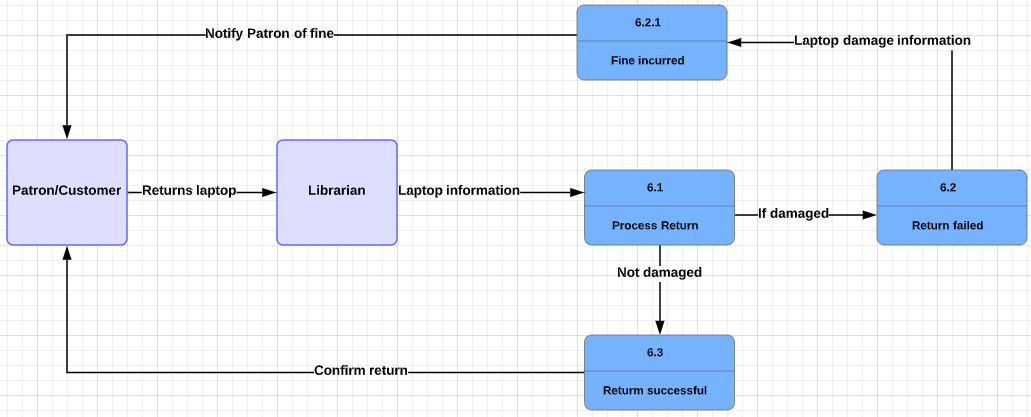 6.2.1
Notify Patron of fine
Laptop damage information
Fine incurred
Patron/Customer
Returns laptop
Librarian
Laptop information
6.1
Process Return
If damaged
6.2
Return failed
Not damaged
6.3
Confirm return
Returm successful